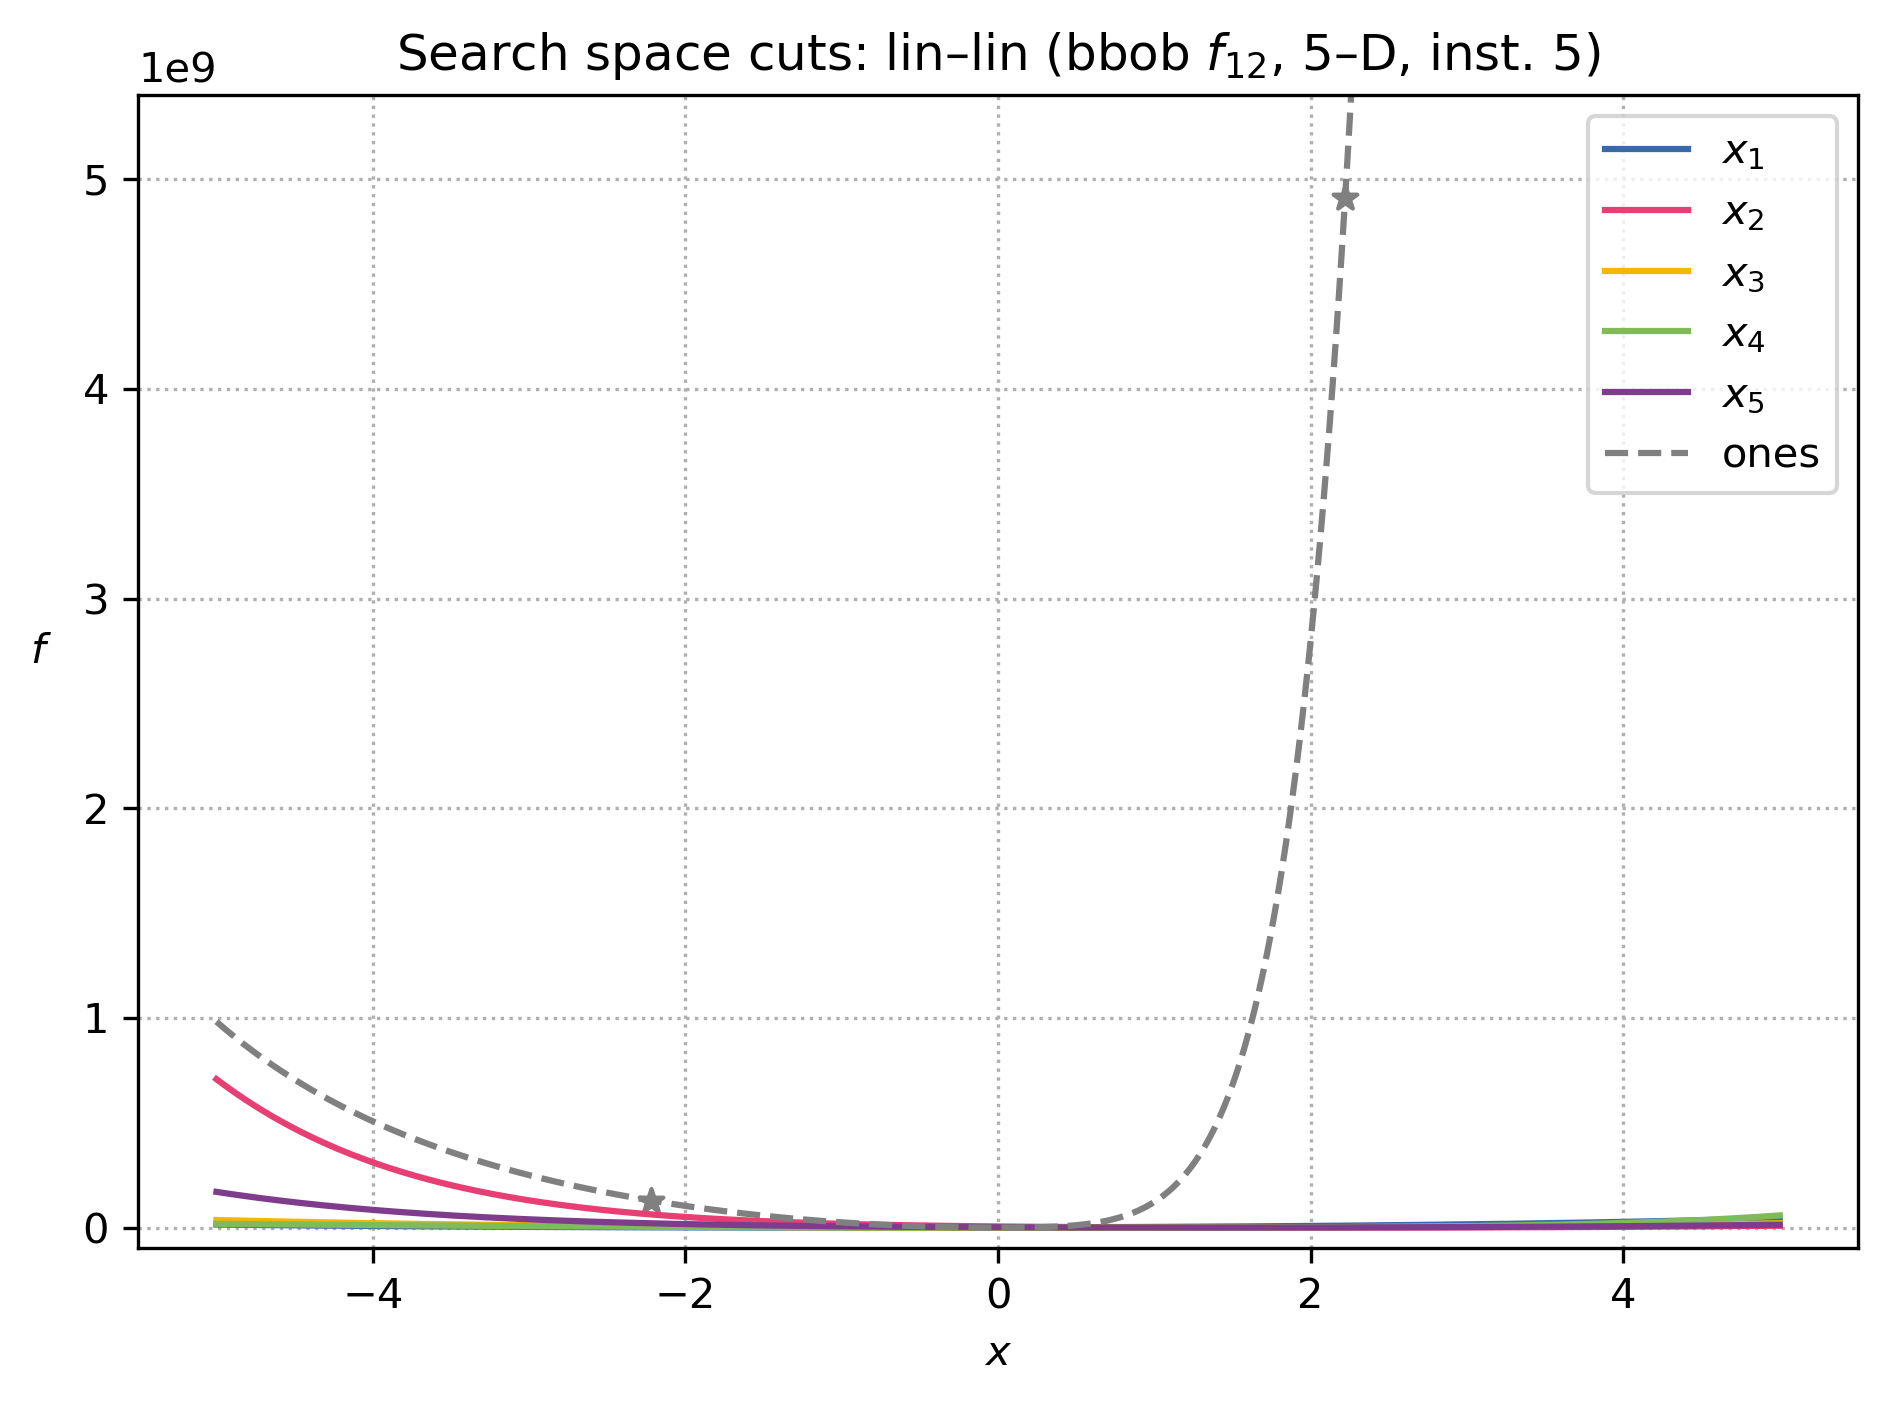 Search space cuts: lin–lin (bbob f₁₂, 5–D, inst. 5)
1e9
5
4
3
2
1
0
f
−4
−2
0
2
4
x
x₁
x₂
x₃
x₄
x₅
ones